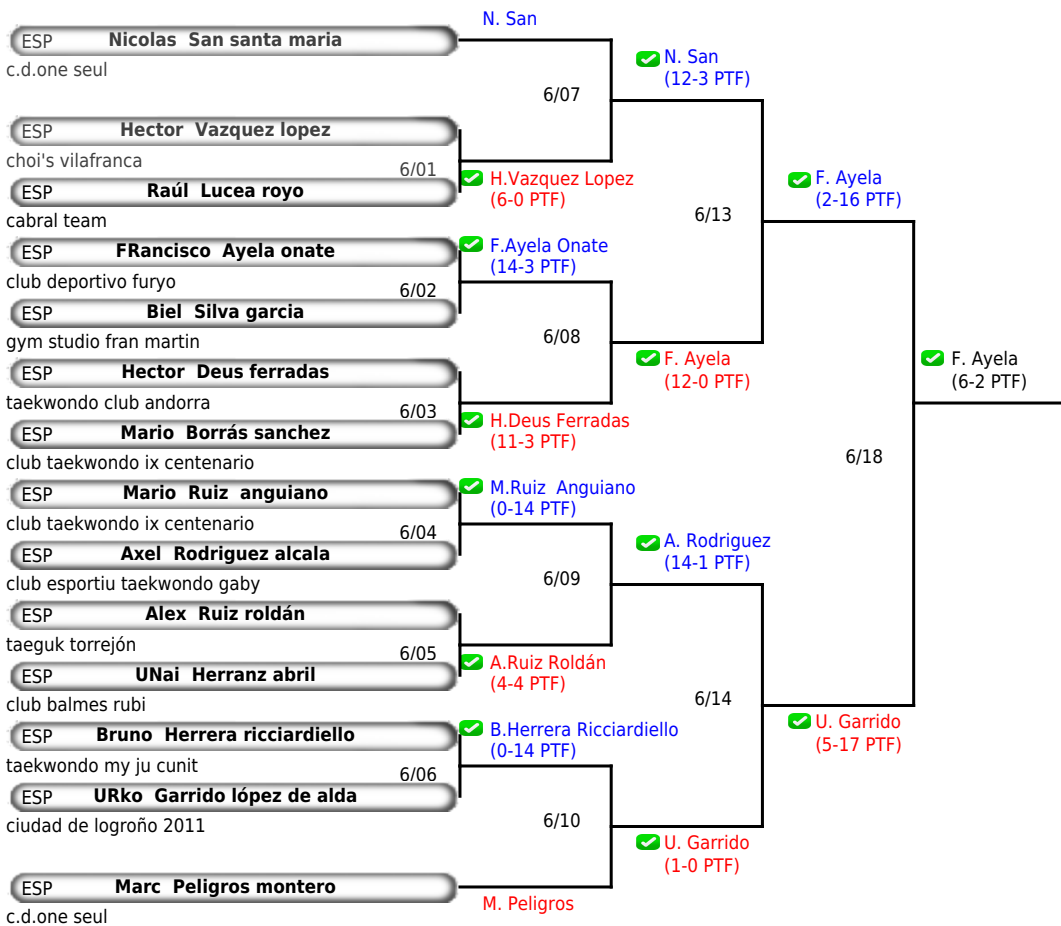 N. San
ESP Nicolas San santa maria
c.d.one seul
N. San
(12-3 PTF)
6/07
ESP Hector Vazquez lopez
choi's vilafranca
6/01
H.Vazquez Lopez
(6-0 PTF)
ESP Raúl Lucea royo
cabral team
F. Ayela
(2-16 PTF)
6/13
ESP FRancisco Ayela onate
F.Ayela Onate
(14-3 PTF)
club deportivo furyo
6/02
ESP Biel Silva garcia
gym studio fran martin
6/08
F. Ayela
(12-0 PTF)
F. Ayela
(6-2 PTF)
ESP Hector Deus ferradas
taekwondo club andorra
6/03
H.Deus Ferradas
(11-3 PTF)
ESP Mario Borrás sanchez
club taekwondo ix centenario
6/18
ESP Mario Ruiz anguiano
M.Ruiz Anguiano
(0-14 PTF)
club taekwondo ix centenario
6/04
A. Rodriguez
(14-1 PTF)
ESP Axel Rodriguez alcala
club esportiu taekwondo gaby
6/09
ESP Alex Ruiz roldán
taeguk torrejón
6/05
A.Ruiz Roldán
(4-4 PTF)
ESP UNai Herranz abril
club balmes rubi
6/14
U. Garrido
(5-17 PTF)
ESP Bruno Herrera ricciardiello
B.Herrera Ricciardiello
(0-14 PTF)
taekwondo my ju cunit
6/06
ESP URko Garrido lópez de alda
ciudad de logroño 2011
6/10
U. Garrido
(1-0 PTF)
ESP Marc Peligros montero
M. Peligros
c.d.one seul